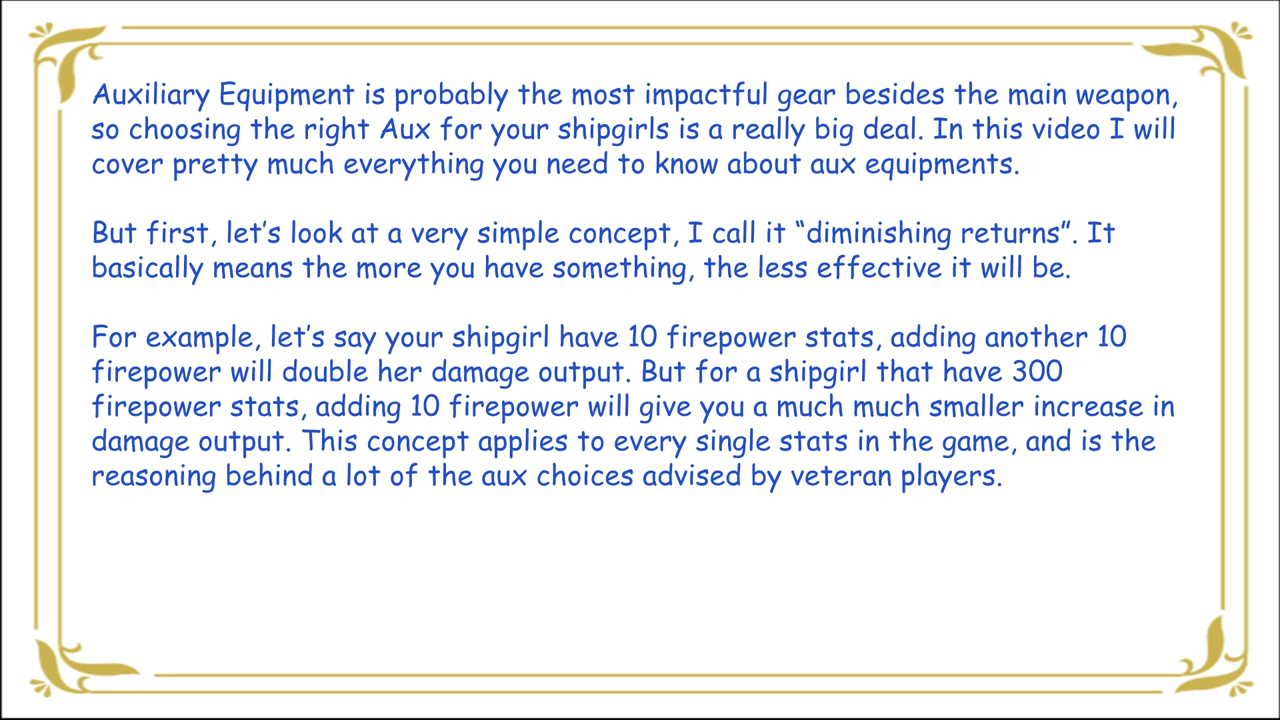 Auxiliary Equipment is probably the most impactful gear besides the main weapon,
so choosing the right Aux for your shipgirls is a really big deal. In this video I will
cover pretty much everything you need to know about aux equipments.
But first, let's look at a very simple concept, I call it “diminishing returns”. It
basically means the more you have something, the less effective it will be.
For example, let's say your shipgirl have 10 firepower stats, adding another 10
firepower will double her damage output. But for a shipgirl that have 300
firepower stats, adding 10 firepower will give you a much much smaller increase in
damage output. This concept applies to every single stats in the game, and is the
reasoning behind a lot of the aux choices advised by veteran players.